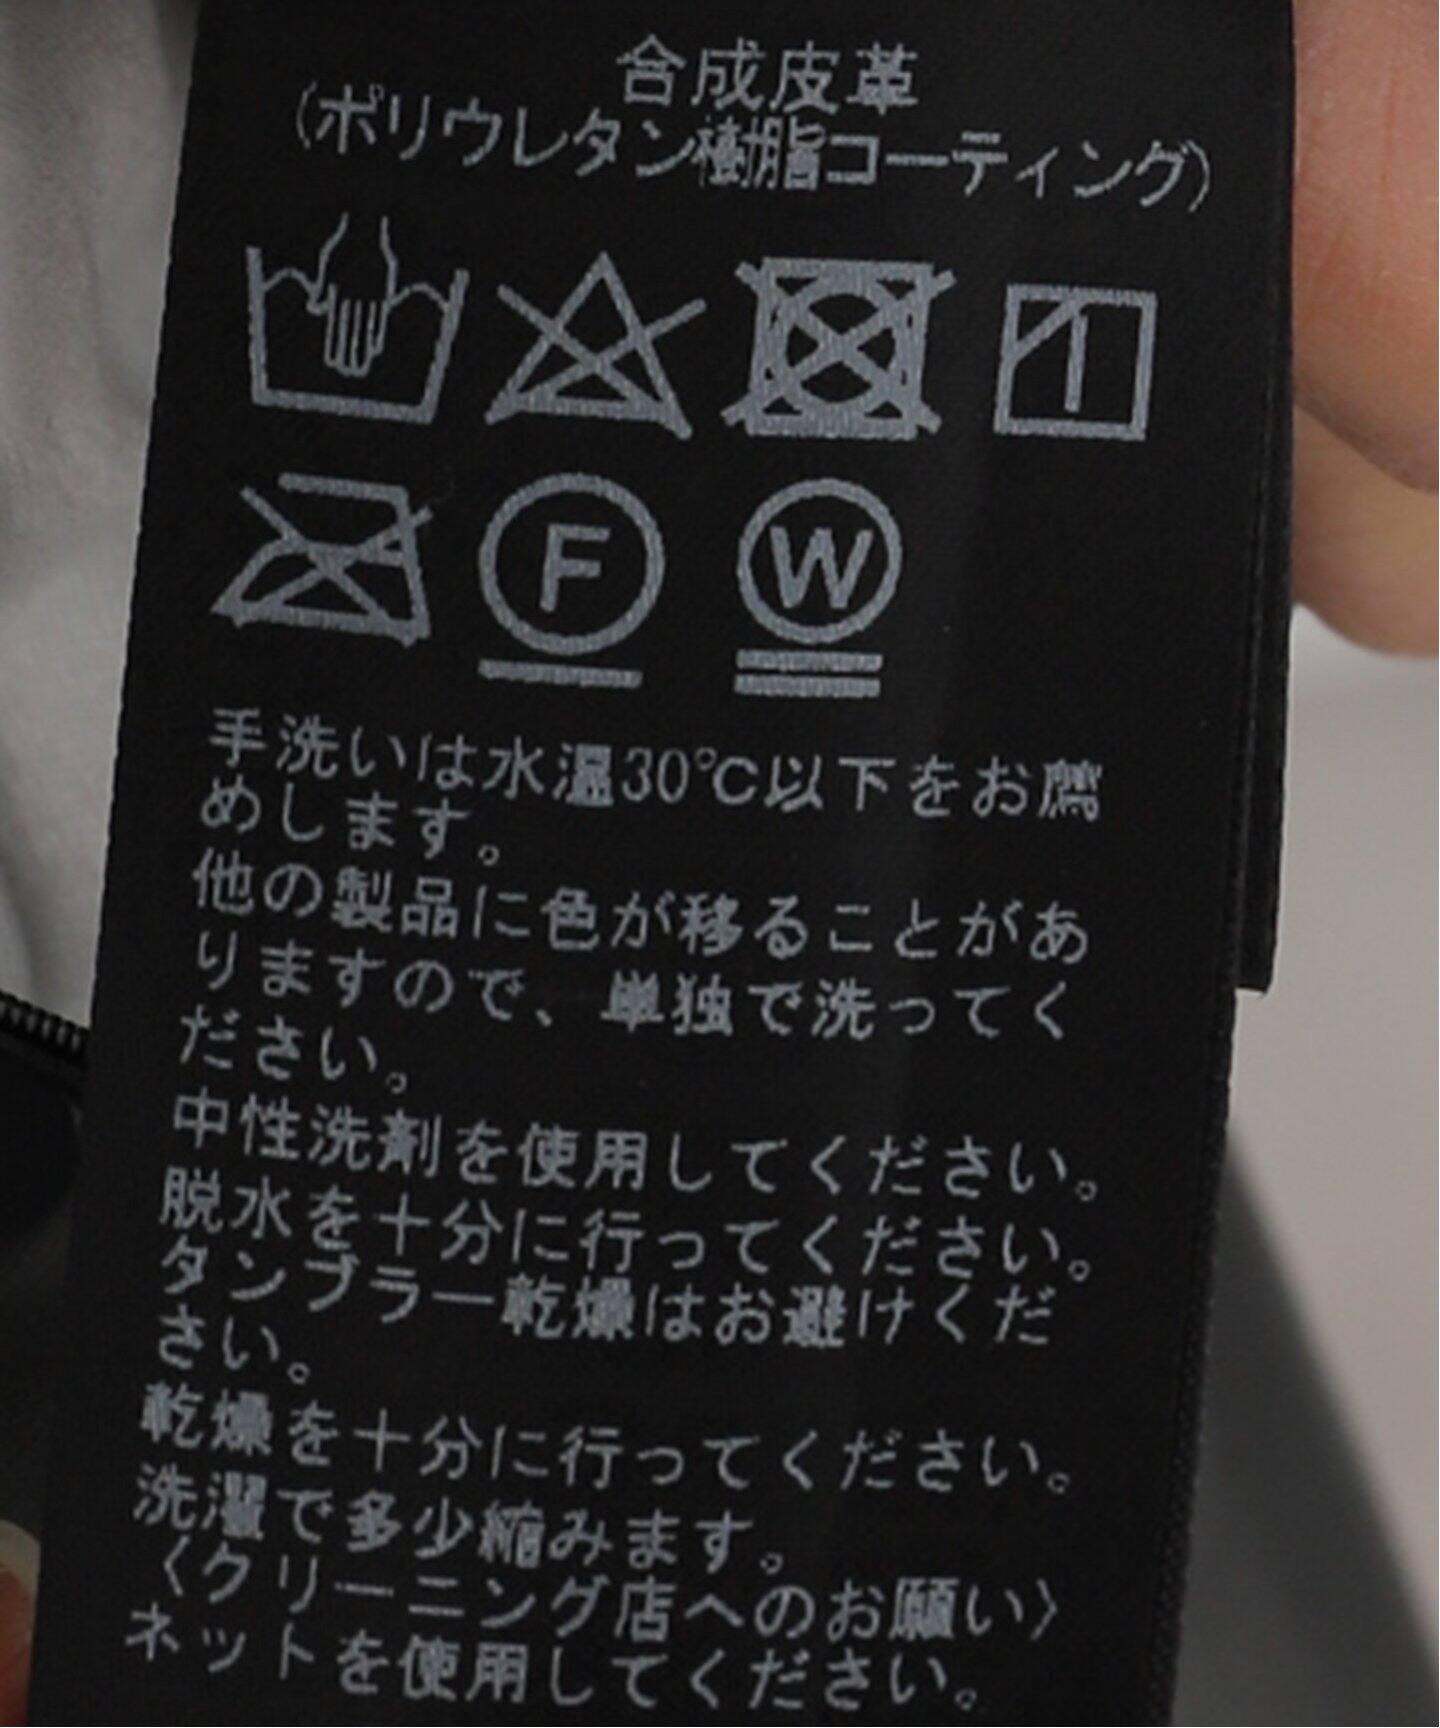 合成皮革
(ポリウレタン樹脂コーティング)
F
W
手洗いは水温30℃以下をお薦
めします。
他の製品に色が移ることがあ
りますので、単独で洗ってく
ださい。
中性洗剤を使用してください。
脱水を十分に行ってください。
タンブラー乾燥はお避けくだ
さい。
乾燥を十分に行ってください。
洗濯で多少縮みます。
〈クリーニング店へのお願い〉
ネットを使用してください。